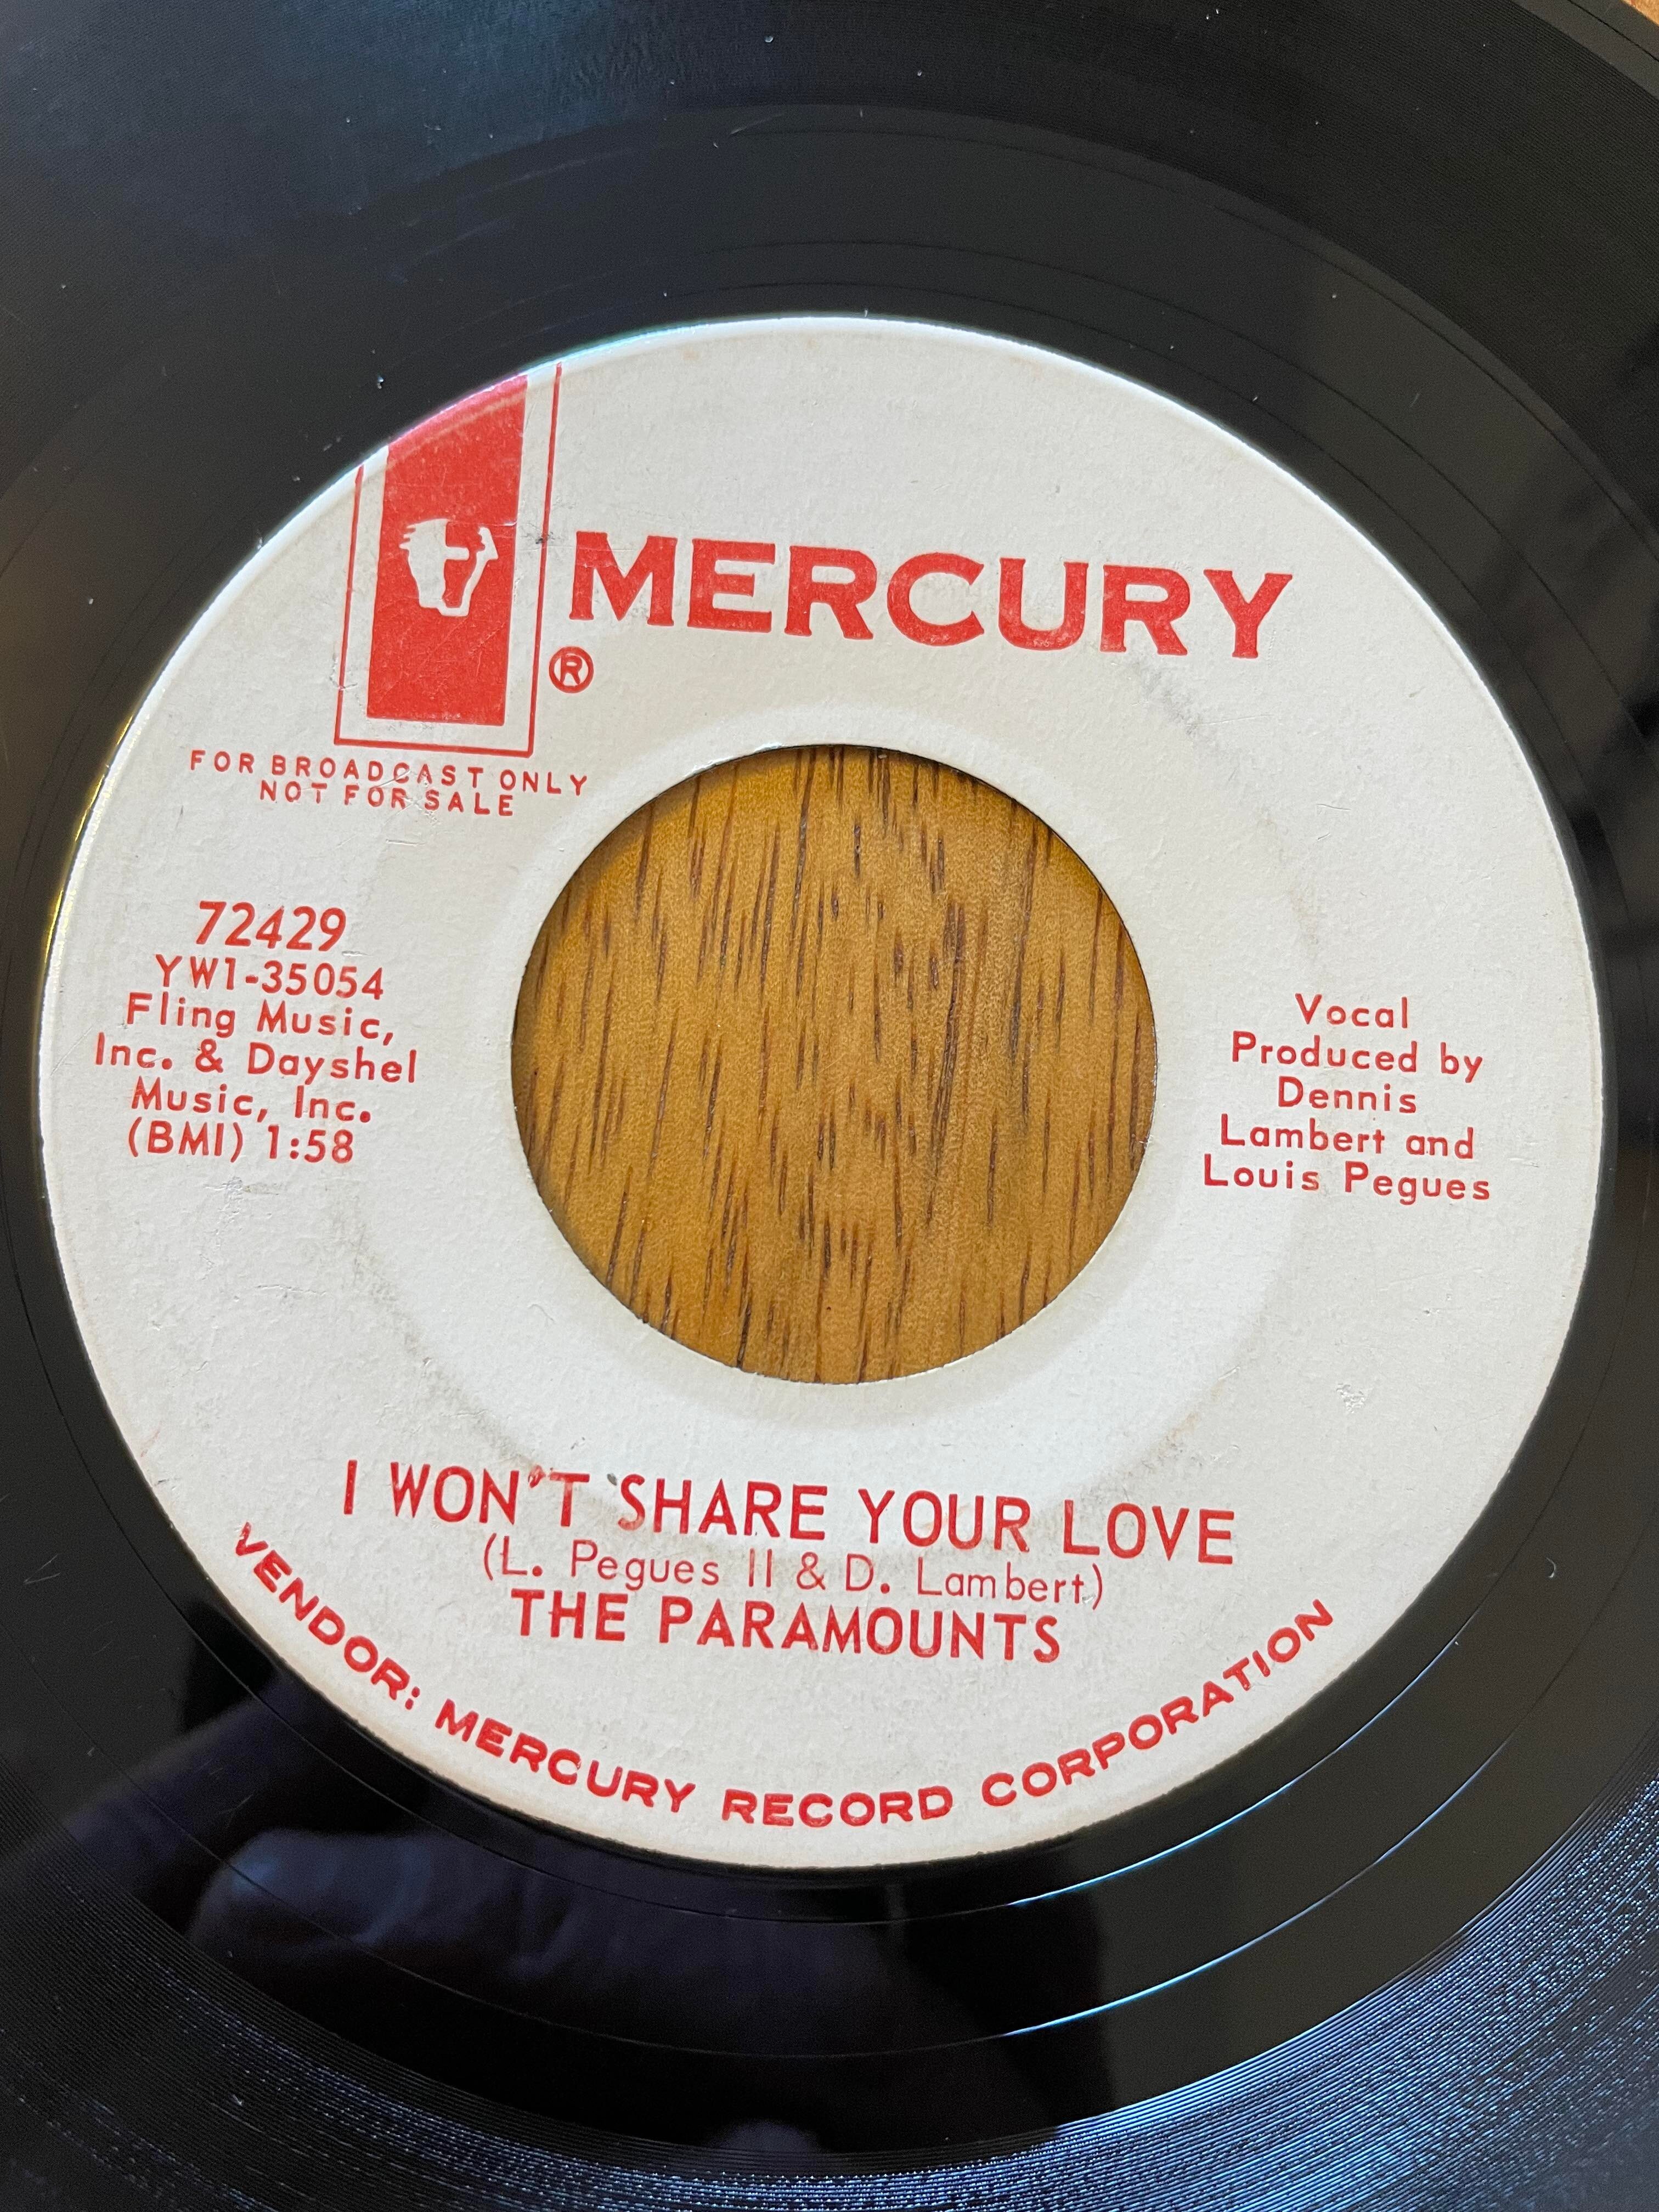 MERCURY
®
FOR BROADCAST ONLY
NOT FOR SALE
72429
YW1-35054
Fling Music,
Inc. & Dayshel
Music, Inc.
(BMI) 1:58
Vocal
Produced by
Dennis
Lambert and
Louis Pegues
I WON'T SHARE YOUR LOVE
(L. Pegues II & D. Lambert)
THE PARAMOUNTS
VENDOR: MERCURY RECORD CORPORATION